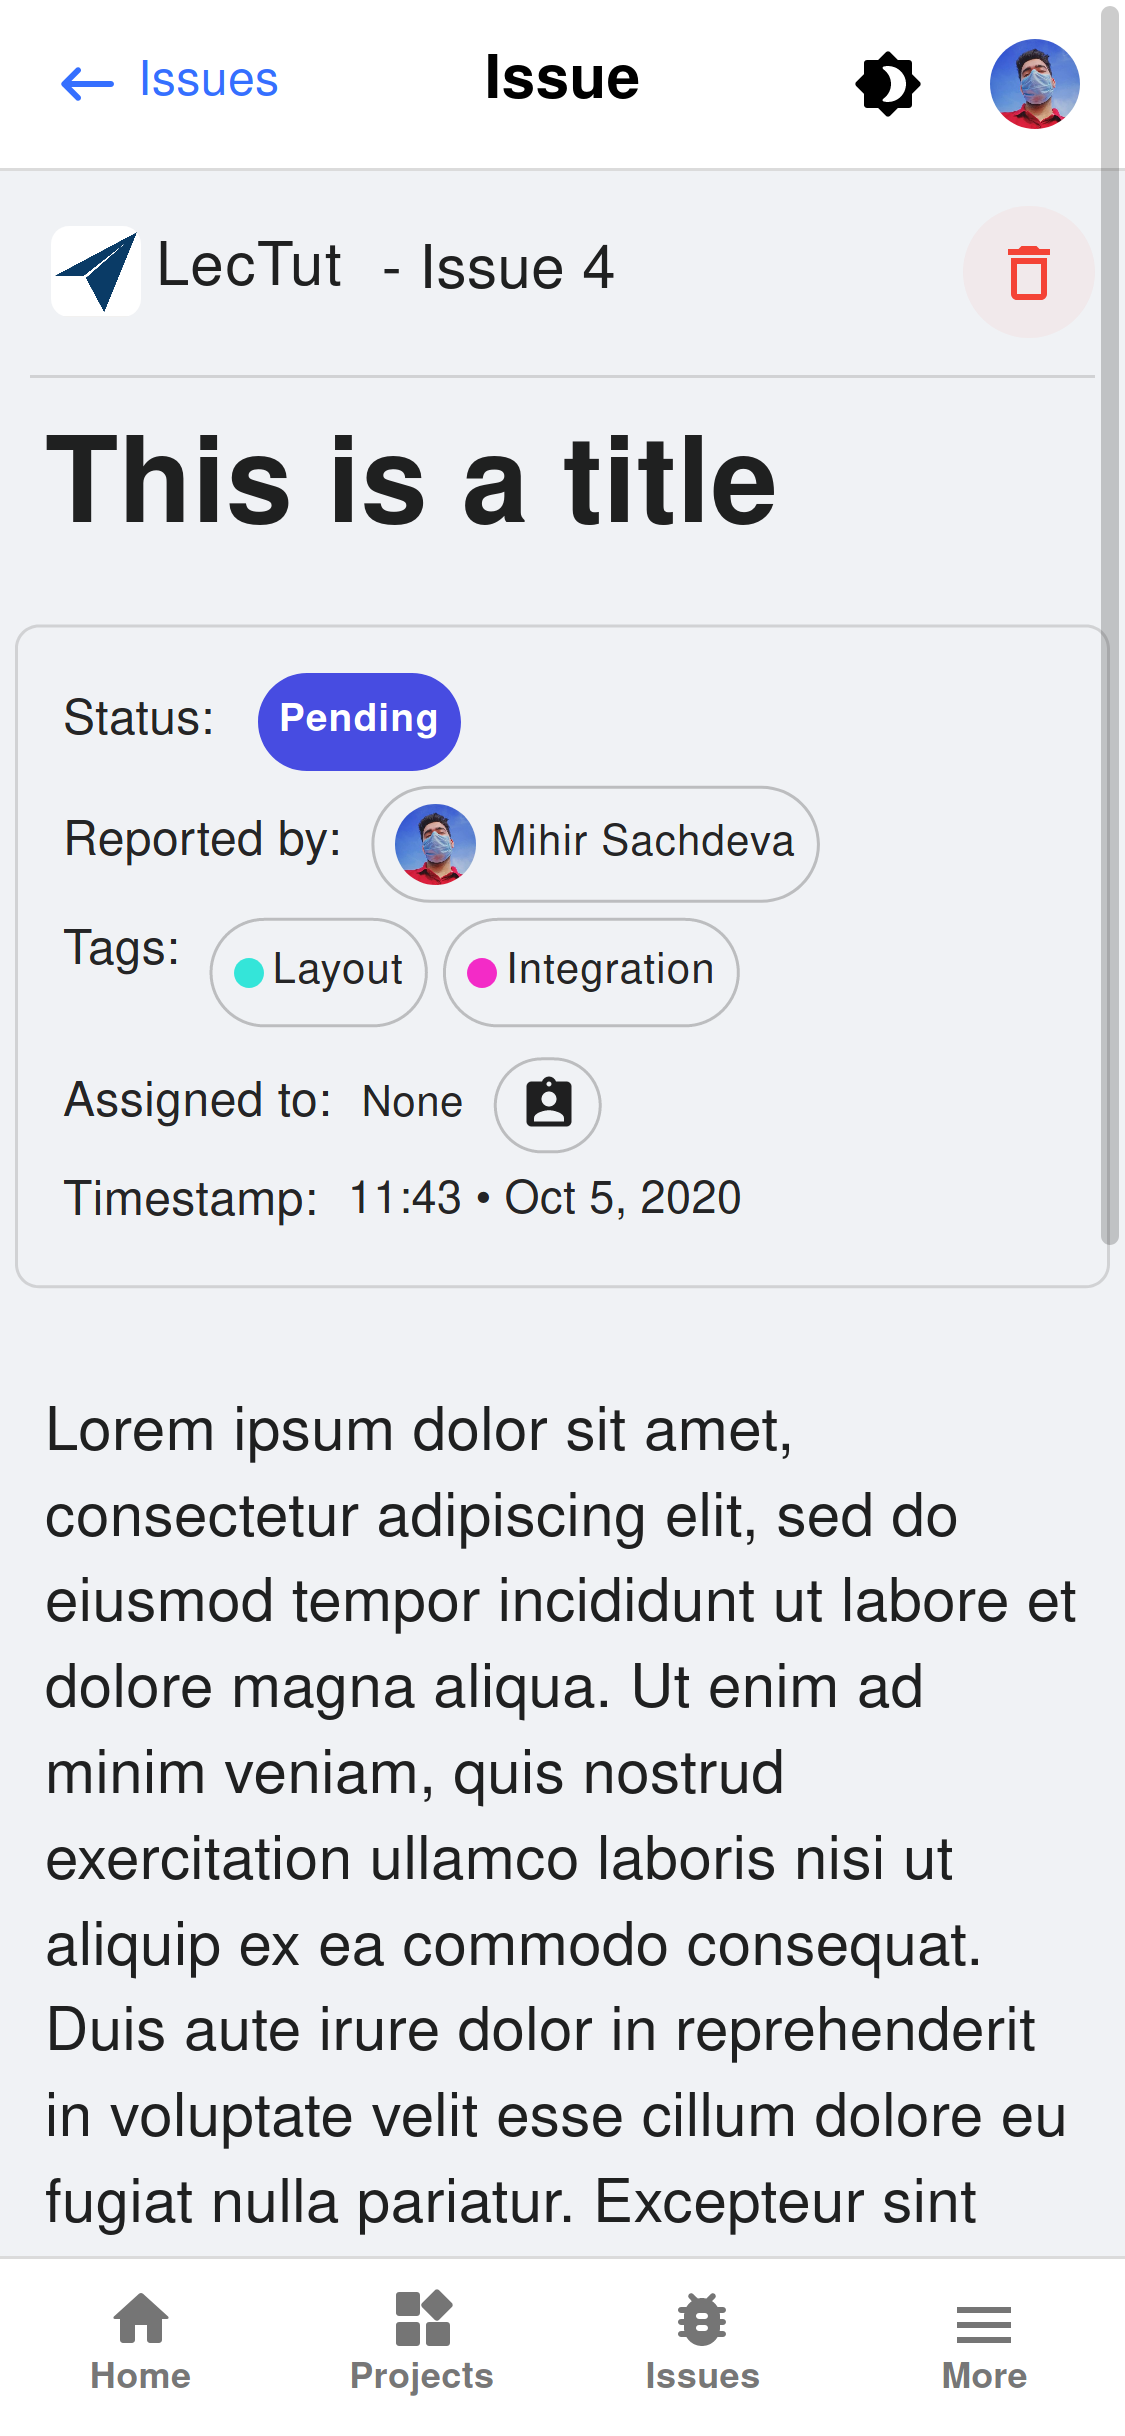 Issues
Issue
LecTut - Issue 4
This is a title
Status: Pending
Reported by: Mihir Sachdeva
Tags: Layout Integration
Assigned to: None
Timestamp: 11:43 • Oct 5, 2020
Lorem ipsum dolor sit amet,
consectetur adipiscing elit, sed do
eiusmod tempor incididunt ut labore et
dolore magna aliqua. Ut enim ad
minim veniam, quis nostrud
exercitation ullamco laboris nisi ut
aliquip ex ea commodo consequat.
Duis aute irure dolor in reprehenderit
in voluptate velit esse cillum dolore eu
fugiat nulla pariatur. Excepteur sint
Home Projects Issues More